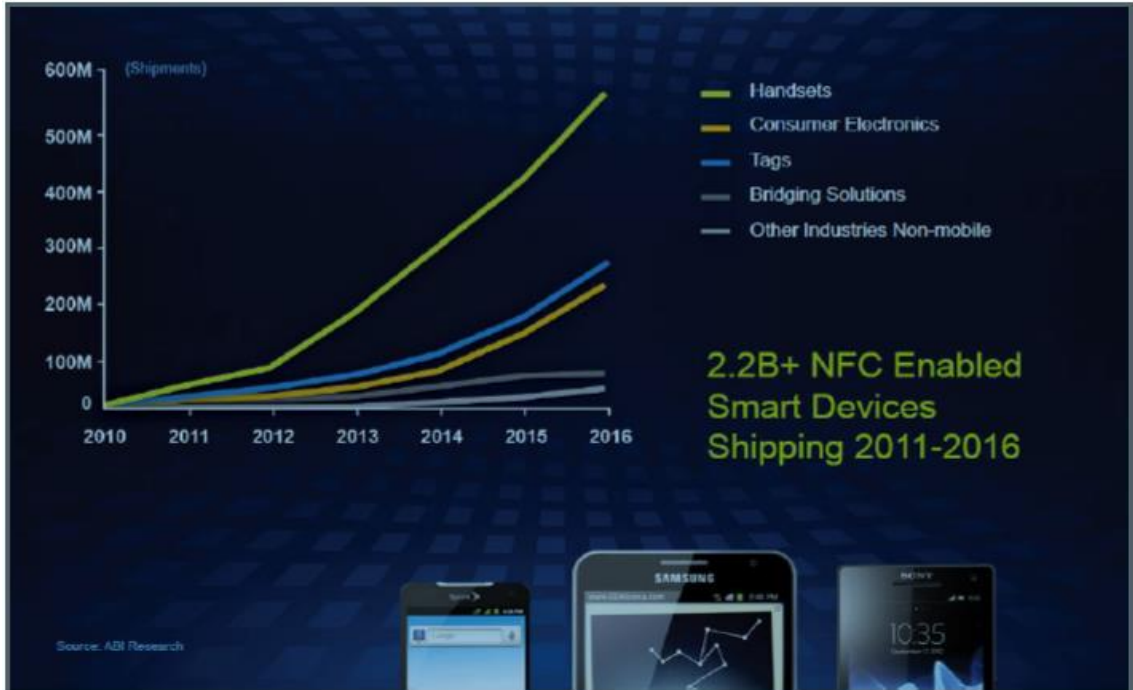 (Shipments)
600M
500M
400M
300M
200M
100M
0
2010 2011 2012 2013 2014 2015 2016
Handsets
Consumer Electronics
Tags
Bridging Solutions
Other Industries Non-mobile
2.2B+ NFC Enabled
Smart Devices
Shipping 2011-2016
Sprint
Google
SAMSUNG
SONY
10:35
Source: ABI Research